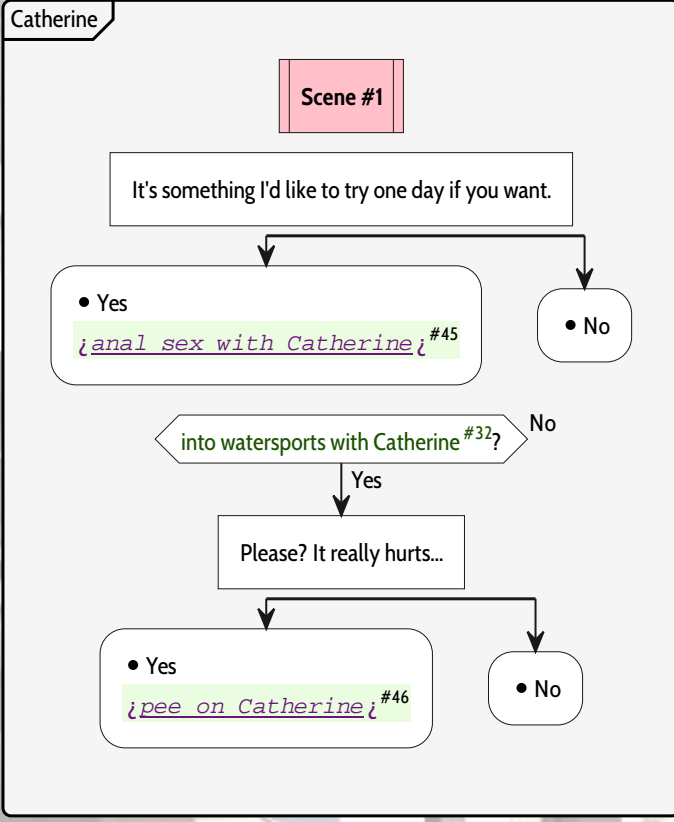 Catherine
Scene #1
It's something I'd like to try one day if you want.
• Yes
¿anal sex with Catherine¿ #45
• No
into watersports with Catherine #32?
No
Yes
Please? It really hurts...
• Yes
¿pee on Catherine¿ #46
• No